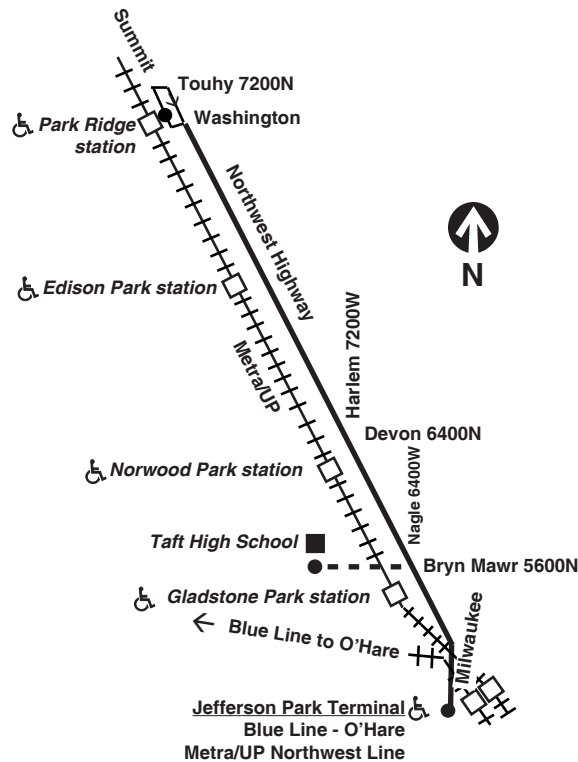 Summit
Touhy 7200N
Washington
Park Ridge
station
Northwest Highway
N
Edison Park station
Metra/UP
Harlem 7200W
Devon 6400N
Norwood Park station
Nagle 6400W
Taft High School
Bryn Mawr 5600N
Gladstone Park station
Blue Line to O'Hare
Milwaukee
Jefferson Park Terminal
Blue Line - O'Hare
Metra/UP Northwest Line